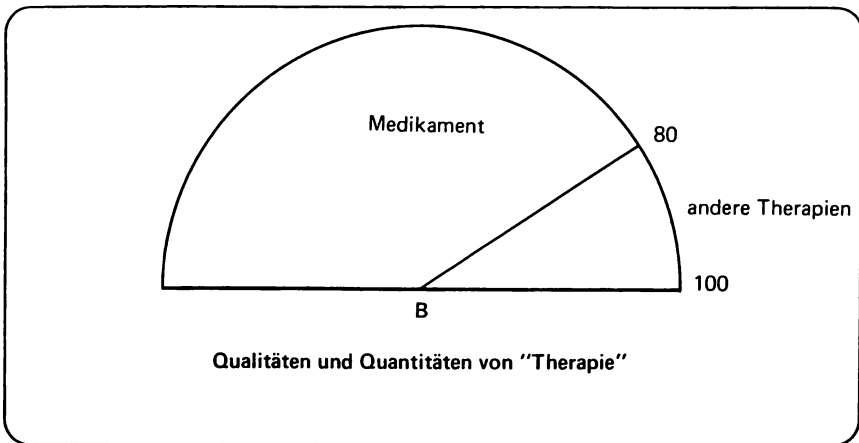 Medikament
80
andere Therapien
100
B
Qualitäten und Quantitäten von "Therapie"